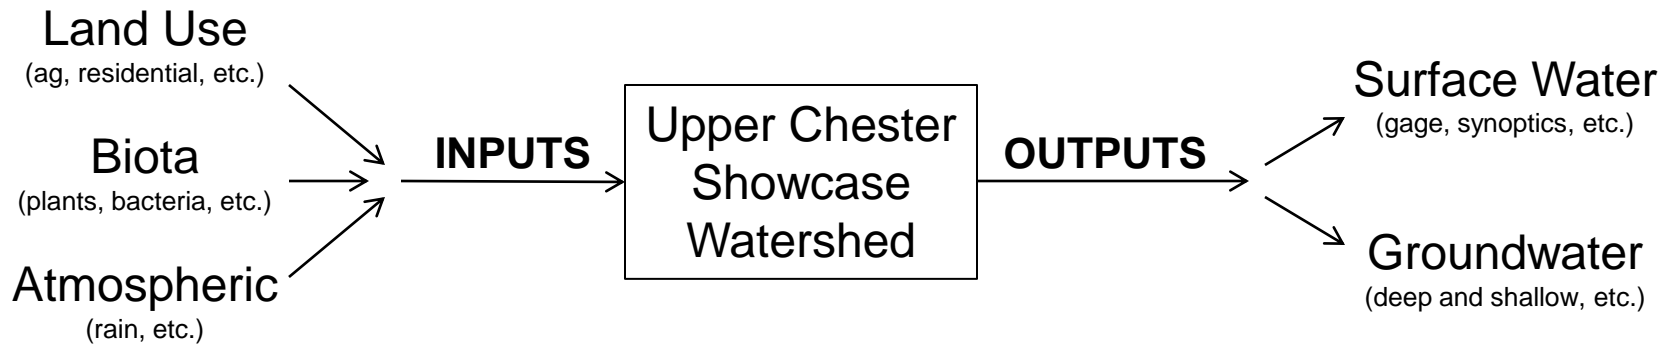 Land Use
(ag, residential, etc.)
Biota
(plants, bacteria, etc.)
Atmospheric
(rain, etc.)
INPUTS
Upper Chester
Showcase
Watershed
OUTPUTS
Surface Water
(gage, synoptics, etc.)
Groundwater
(deep and shallow, etc.)